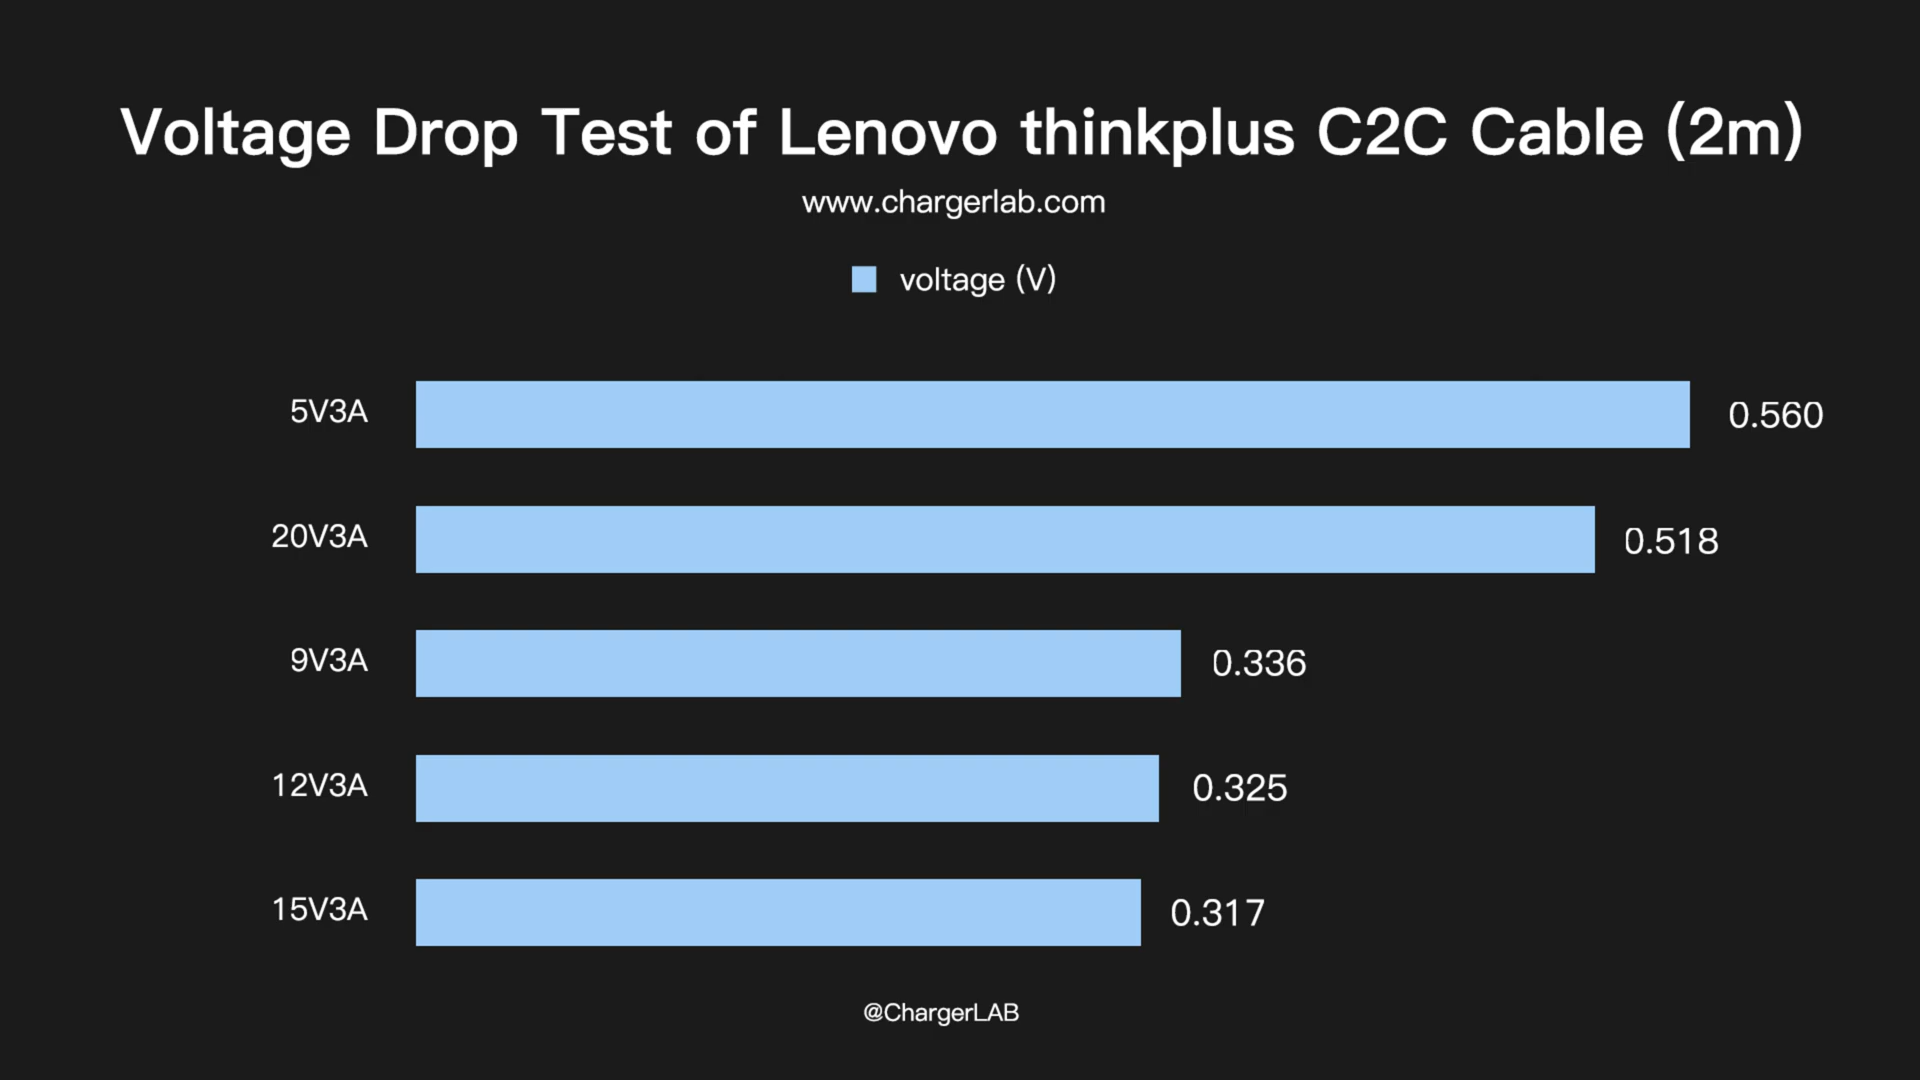 Voltage Drop Test of Lenovo thinkplus C2C Cable (2m)
www.chargerlab.com
voltage (V)
5V3A 0.560
20V3A 0.518
9V3A 0.336
12V3A 0.325
15V3A 0.317
@ChargerLAB